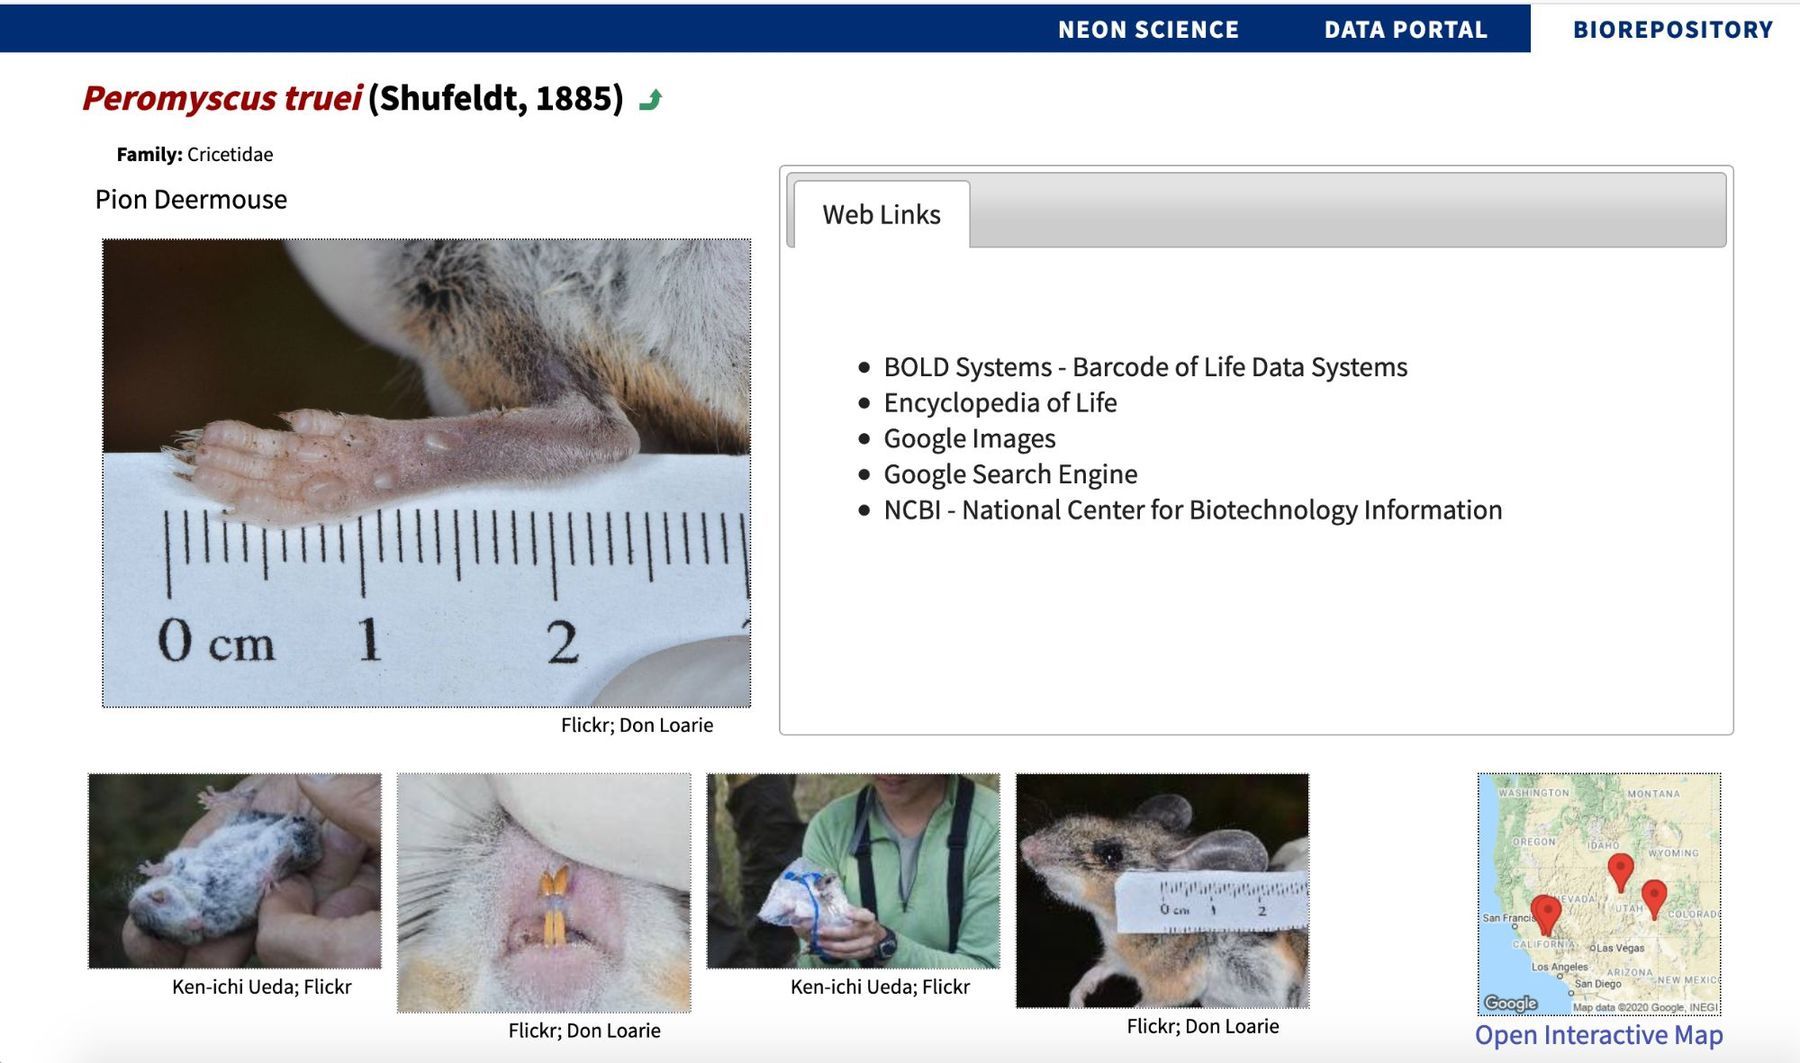 NEON SCIENCE DATA PORTAL BIOREPOSITORY
Peromyscus truei (Shufeldt, 1885)
Family: Cricetidae
Pion Deermouse
Web Links
BOLD Systems - Barcode of Life Data Systems
Encyclopedia of Life
Google Images
Google Search Engine
NCBI - National Center for Biotechnology Information
0 cm 1 2
Flickr; Don Loarie
Ken-ichi Ueda; Flickr
Flickr; Don Loarie
Ken-ichi Ueda; Flickr
0 cm 1 2
Flickr; Don Loarie
WASHINGTON
MONTANA
OREGON
IDAHO
WYOMING
NEVADA
UTAH
COLORAD
San Francis
CALIFORNIA
Las Vegas
Los Angeles
ARIZONA
NEW MEXIC
San Diego
Google
Map data ©2020 Google, INEGI
Open Interactive Map